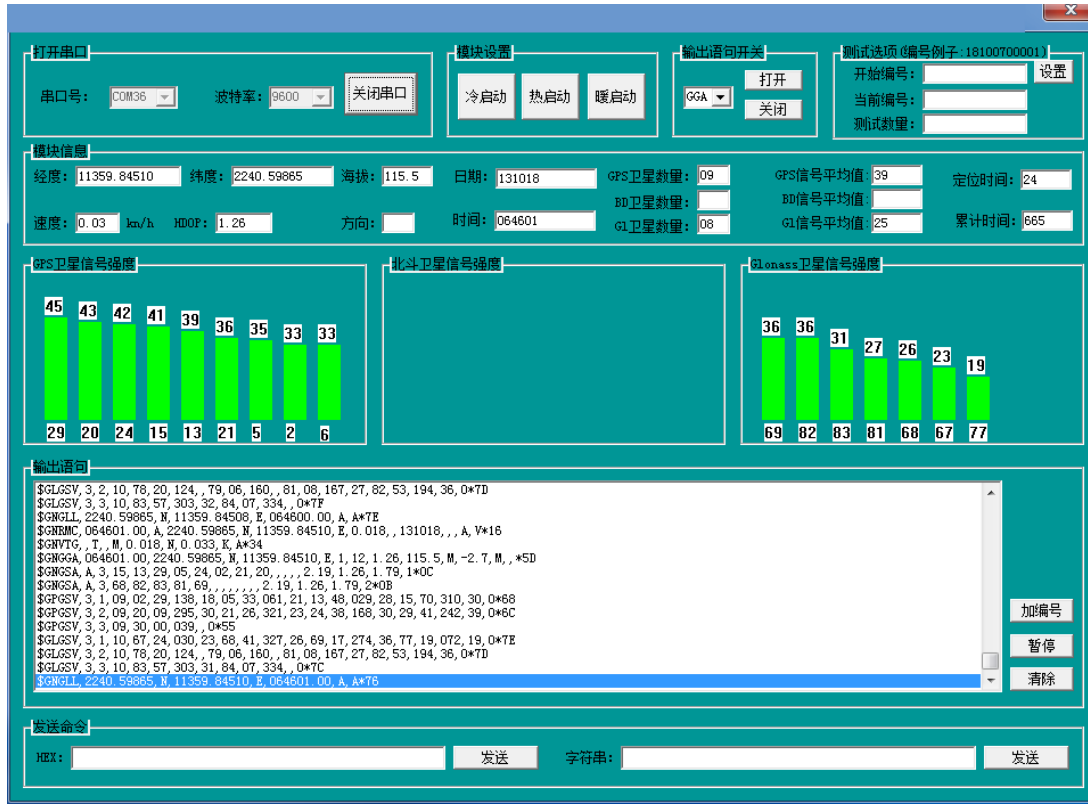 x
打开串口
串口号: COM36 波特率: 9600 关闭串口
模块设置
冷启动 热启动 暖启动
输出语句开关
GGA 打开
关闭
测试选项(编号例子:18100700001)
开始编号: 设置
当前编号:
测试数量:
模块信息
经度: 11359.84510 纬度: 2240.59865 海拔: 115.5 日期: 131018 GPS卫星数量: 09 GPS信号平均值: 39 定位时间: 24
BD卫星数量: BD信号平均值:
速度: 0.03 km/h HDOP: 1.26 方向: 时间: 064601 Gl卫星数量: 08 Gl信号平均值: 25 累计时间: 665
GPS卫星信号强度
45 43 42 41 39 36 35 33 33
29 20 24 15 13 21 5 2 6
北斗卫星信号强度
Glonass卫星信号强度
36 36 31 27 26 23 19
69 82 83 81 68 67 77
输出语句
$GLGSV,3,2,10,78,20,124,,79,06,160,,81,08,167,27,82,53,194,36,0*7D
$GLGSV,3,3,10,83,57,303,32,84,07,334,,0*7F
$GNGLL,2240.59865,N,11359.84508,E,064600.00,A,A*7E
$GNRMC,064601.00,A,2240.59865,N,11359.84510,E,0.018,,131018,,,A,V*16
$GNVTG,,T,,M,0.018,N,0.033,K,A*34
$GNGGA,064601.00,2240.59865,N,11359.84510,E,1,12,1.26,115.5,M,-2.7,M,,*5D
$GNGSA,A,3,15,13,29,05,24,02,21,20,,,,,2.19,1.26,1.79,1*0C
$GNGSA,A,3,68,82,83,81,69,,,,,,,,2.19,1.26,1.79,2*0B
$GPGSV,3,1,09,02,29,138,18,05,33,061,21,13,48,029,28,15,70,310,30,0*68
$GPGSV,3,2,09,20,09,295,30,21,26,321,23,24,38,168,30,29,41,242,39,0*6C
$GPGSV,3,3,09,30,00,039,,0*55
$GLGSV,3,1,10,67,24,030,23,68,41,327,26,69,17,274,36,77,19,072,19,0*7E
$GLGSV,3,2,10,78,20,124,,79,06,160,,81,08,167,28,82,53,194,36,0*7D
$GLGSV,3,3,10,83,57,303,31,84,07,334,,0*7C
$GNGLL,2240.59865,N,11359.84510,E,064601.00,A,A*76
加编号
暂停
清除
发送命令
HEX: 发送 字符串: 发送